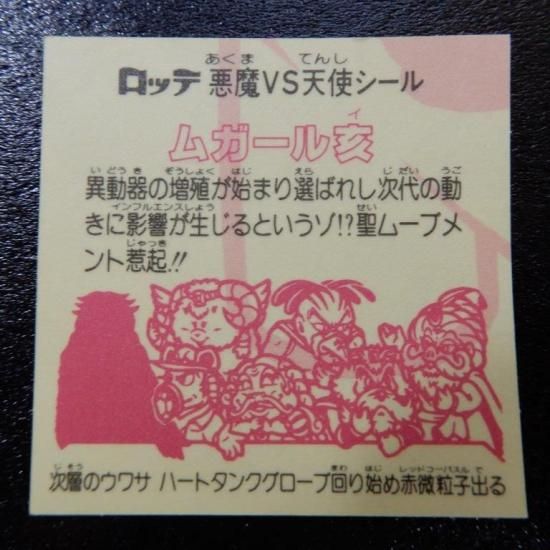 あくま てんし
ロッテ 悪魔VS天使シール
イ
ムガール亥
いどうき ぞうしょく はじ えら じだい うご
異動器の増殖が始まり選ばれし次代の動
インフルエンスしょう せい
きに影響が生じるというゾ!?聖ムーブメ
じゃっき
ント惹起!!
じそう まわ はじ レッドコーパスル で
次層のウワサ ハートタンクグローブ回り始め赤微粒子出る